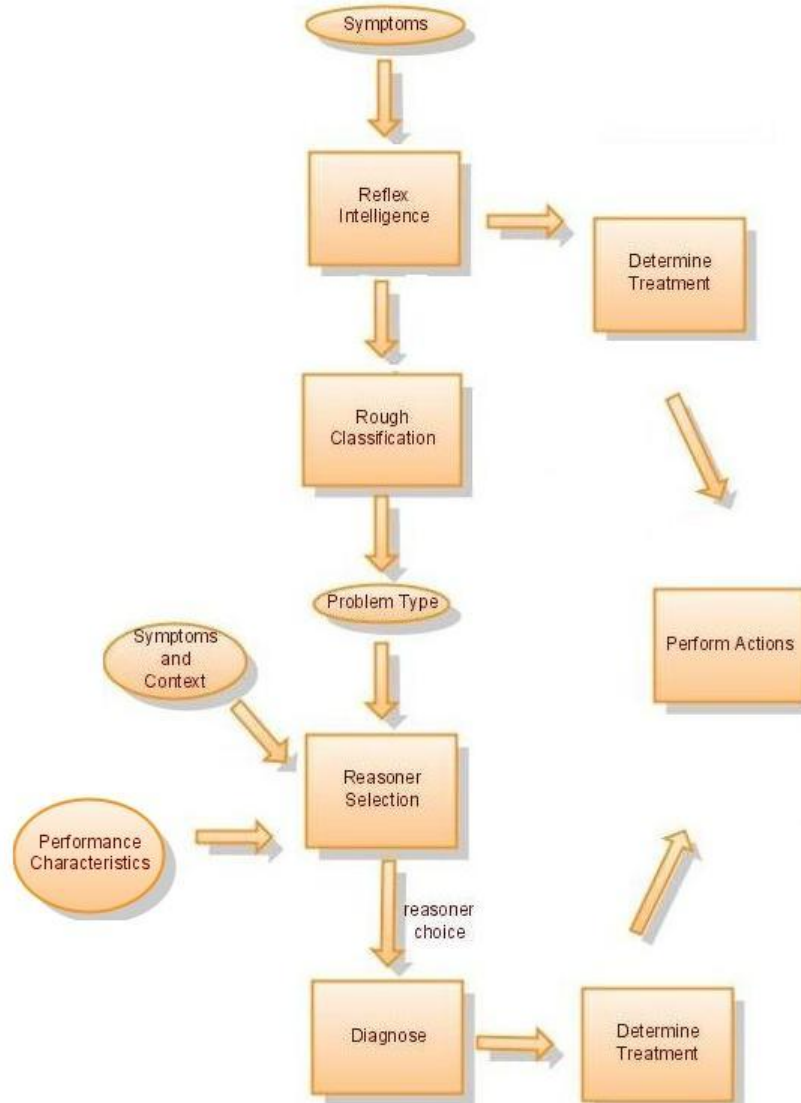 Symptoms
Reflex
Intelligence
Determine
Treatment
Rough
Classification
Problem Type
Symptoms
and
Context
Perform Actions
Reasoner
Selection
Performance
Characteristics
reasoner
choice
Diagnose
Determine
Treatment